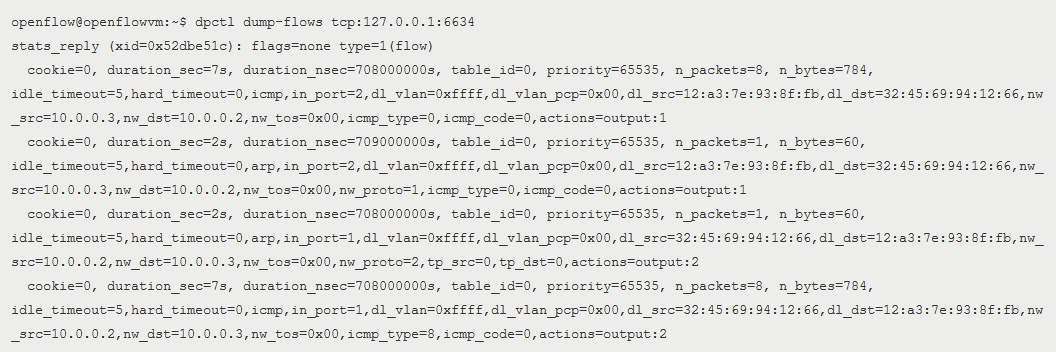 openflow@openflowvm:~$ dpctl dump-flows tcp:127.0.0.1:6634
stats_reply (xid=0x52dbe51c): flags=none type=1(flow)
cookie=0, duration_sec=7s, duration_nsec=708000000s, table_id=0, priority=65535, n_packets=8, n_bytes=784,
idle_timeout=5,hard_timeout=0,icmp,in_port=2,dl_vlan=0xffff,dl_vlan_pcp=0x00,dl_src=12:a3:7e:93:8f:fb,dl_dst=32:45:69:94:12:66,nw
_src=10.0.0.3,nw_dst=10.0.0.2,nw_tos=0x00,icmp_type=0,icmp_code=0,actions=output:1
cookie=0, duration_sec=2s, duration_nsec=709000000s, table_id=0, priority=65535, n_packets=1, n_bytes=60,
idle_timeout=5,hard_timeout=0,arp,in_port=2,dl_vlan=0xffff,dl_vlan_pcp=0x00,dl_src=12:a3:7e:93:8f:fb,dl_dst=32:45:69:94:12:66,nw_
src=10.0.0.3,nw_dst=10.0.0.2,nw_tos=0x00,nw_proto=1,icmp_type=0,icmp_code=0,actions=output:1
cookie=0, duration_sec=2s, duration_nsec=708000000s, table_id=0, priority=65535, n_packets=1, n_bytes=60,
idle_timeout=5,hard_timeout=0,arp,in_port=1,dl_vlan=0xffff,dl_vlan_pcp=0x00,dl_src=32:45:69:94:12:66,dl_dst=12:a3:7e:93:8f:fb,nw_
src=10.0.0.2,nw_dst=10.0.0.3,nw_tos=0x00,nw_proto=2,tp_src=0,tp_dst=0,actions=output:2
cookie=0, duration_sec=7s, duration_nsec=708000000s, table_id=0, priority=65535, n_packets=8, n_bytes=784,
idle_timeout=5,hard_timeout=0,icmp,in_port=1,dl_vlan=0xffff,dl_vlan_pcp=0x00,dl_src=32:45:69:94:12:66,dl_dst=12:a3:7e:93:8f:fb,nw
_src=10.0.0.2,nw_dst=10.0.0.3,nw_tos=0x00,icmp_type=8,icmp_code=0,actions=output:2